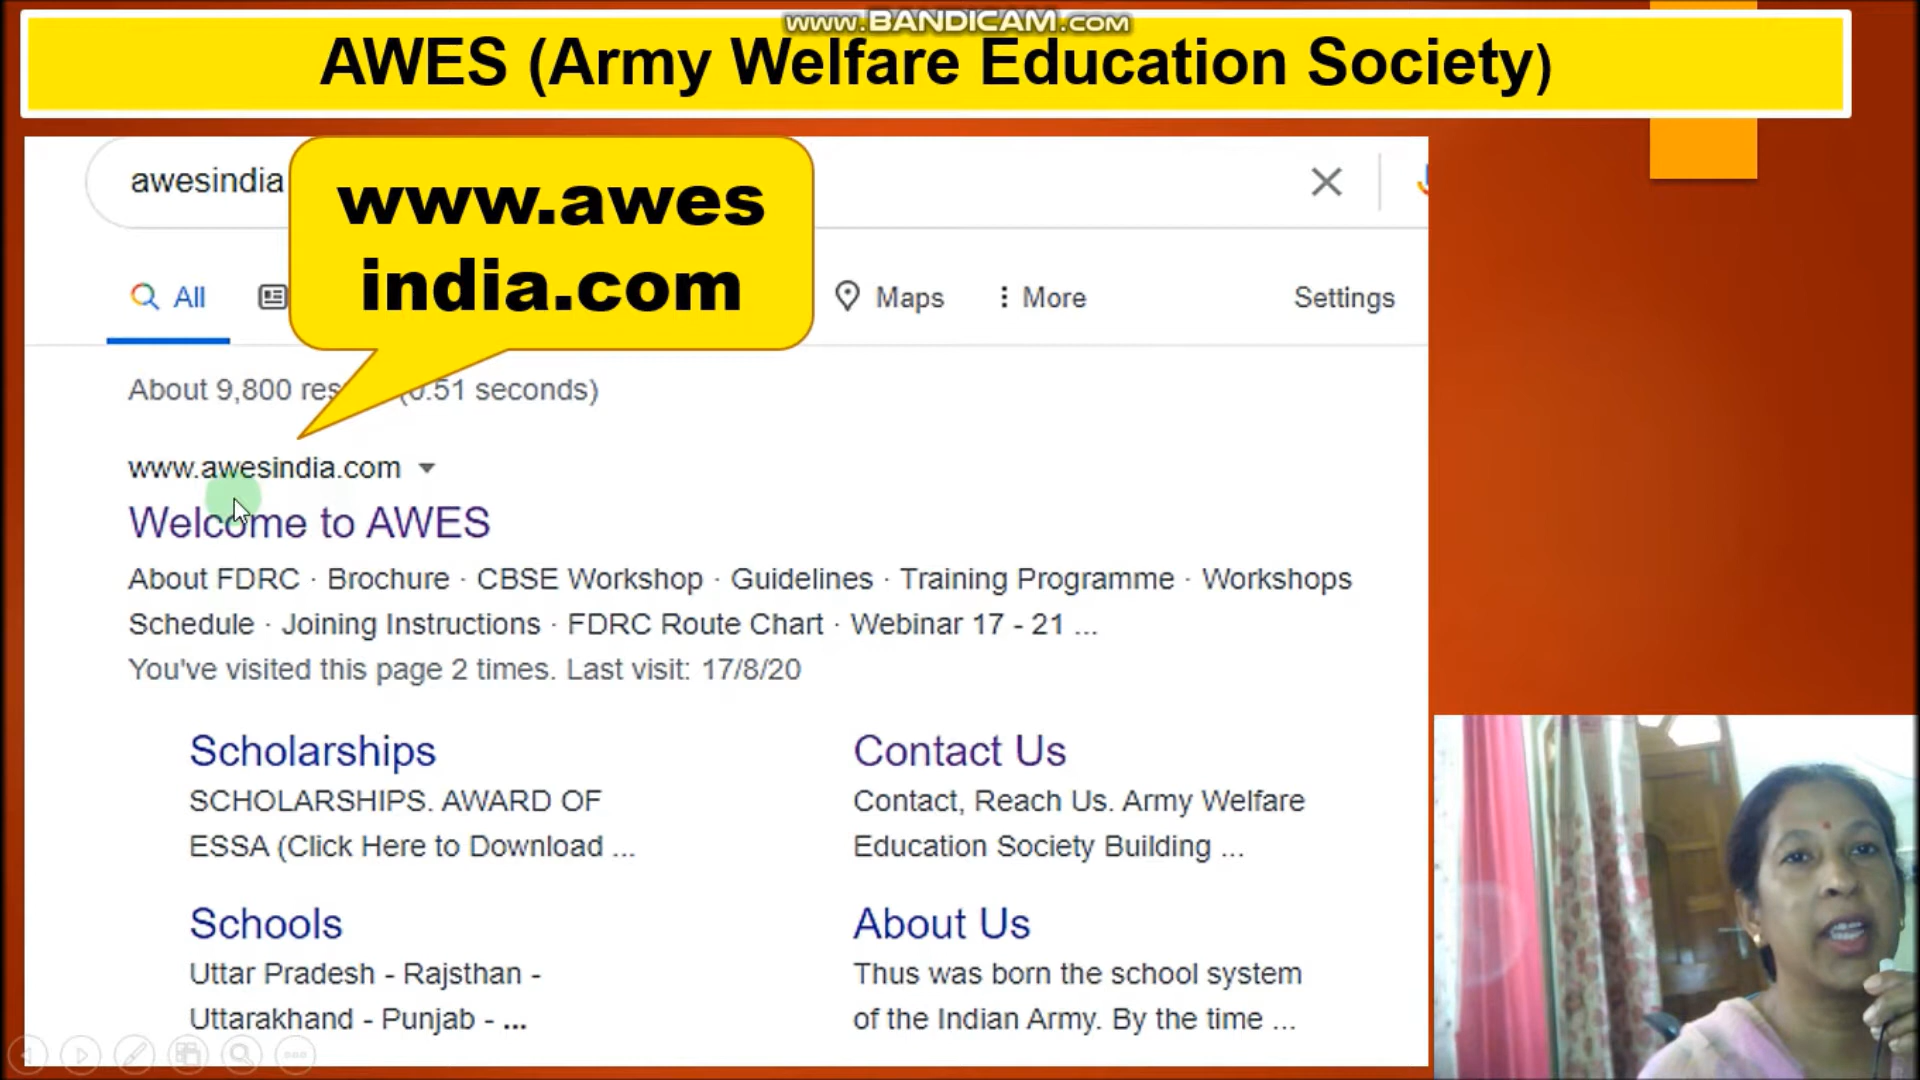 www.BANDICAM.com
AWES (Army Welfare Education Society)
awesindia
www.awes
india.com
All
Maps
More
Settings
About 9,800 res (0.51 seconds)
www.awesindia.com
Welcome to AWES
About FDRC · Brochure · CBSE Workshop · Guidelines · Training Programme · Workshops
Schedule · Joining Instructions · FDRC Route Chart · Webinar 17 - 21 ...
You've visited this page 2 times. Last visit: 17/8/20
Scholarships
SCHOLARSHIPS. AWARD OF
ESSA (Click Here to Download ...
Contact Us
Contact, Reach Us. Army Welfare
Education Society Building ...
Schools
Uttar Pradesh - Rajsthan -
Uttarakhand - Punjab - ...
About Us
Thus was born the school system
of the Indian Army. By the time ...